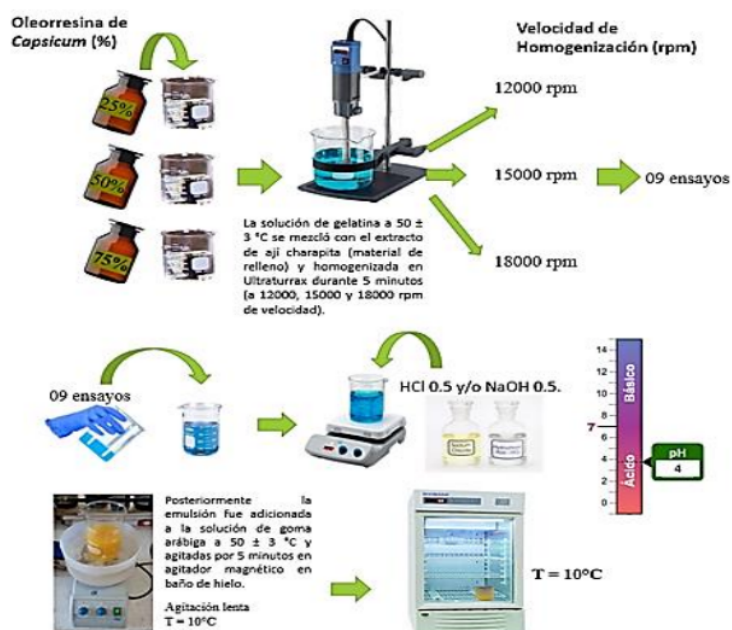 Oleorresina de
Capsicum (%)
Velocidad de
Homogenización (rpm)
25%
50%
75%
12000 rpm
15000 rpm
18000 rpm
09 ensayos
La solución de gelatina a 50 ±
3 °C se mezcló con el extracto
de ají charapita (material de
relleno) y homogenizada en
Ultraturrax durante 5 minutos
(a 12000, 15000 y 18000 rpm
de velocidad).
09 ensayos
HCl 0.5 y/o NaOH 0.5.
14
12
10
8
7
6
4
2
0
Básico
Ácido
pH
4
Posteriormente la
emulsión fue adicionada
a la solución de goma
arábiga a 50 ± 3 °C y
agitadas por 5 minutos en
agitador magnético en
baño de hielo.
Agitación lenta
T = 10°C
T = 10°C